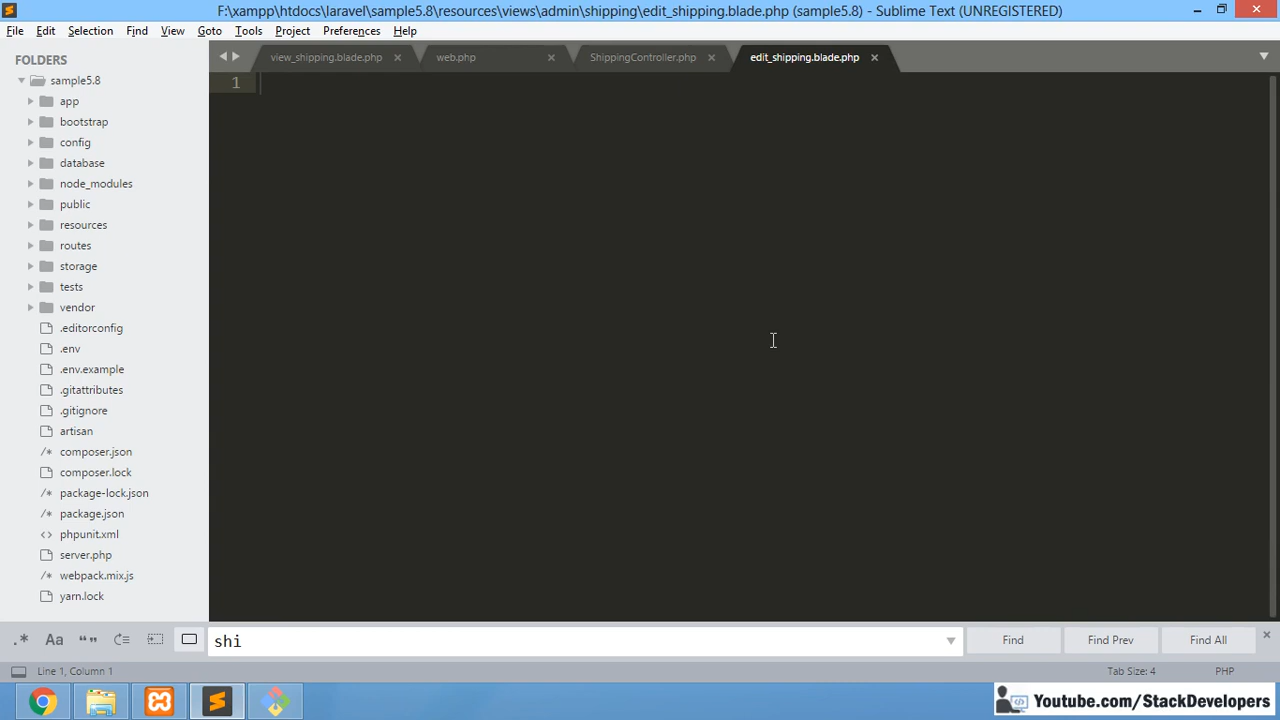 F:\xampp\htdocs\laravel\sample5.8\resources\views\admin\shipping\edit_shipping.blade.php (sample5.8) - Sublime Text (UNREGISTERED)
File Edit Selection Find View Goto Tools Project Preferences Help
FOLDERS
view_shipping.blade.php web.php ShippingController.php edit_shipping.blade.php
sample5.8
1
app
bootstrap
config
database
node_modules
public
resources
routes
storage
tests
vendor
.editorconfig
.env
.env.example
.gitattributes
.gitignore
artisan
/* composer.json
composer.lock
/* package-lock.json
/* package.json
<> phpunit.xml
server.php
/* webpack.mix.js
yarn.lock
.* Aa “” shi Find Find Prev Find All
Line 1, Column 1 Tab Size: 4 PHP
Youtube.com/StackDevelopers